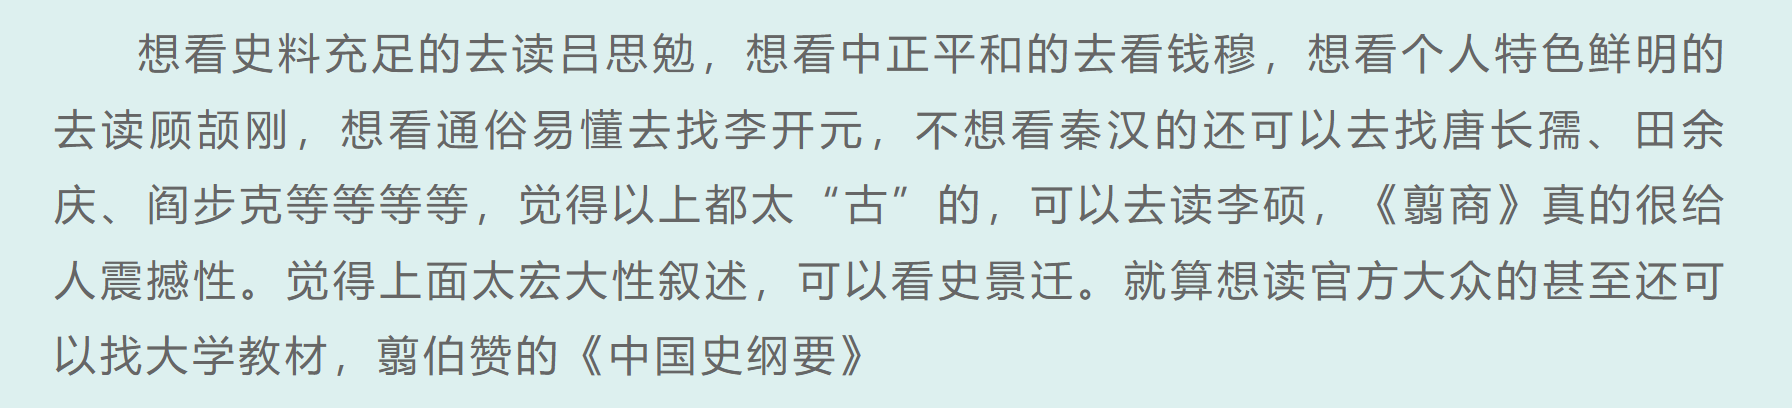 想看史料充足的去读吕思勉，想看中正平和的去看钱穆，想看个人特色鲜明的
去读顾颉刚，想看通俗易懂去找李开元，不想看秦汉的还可以去找唐长孺、田余
庆、阎步克等等等等，觉得以上都太“古”的，可以去读李硕，《翦商》真的很给
人震撼性。觉得上面太宏大性叙述，可以看史景迁。就算想读官方大众的甚至还可
以找大学教材，翦伯赞的《中国史纲要》